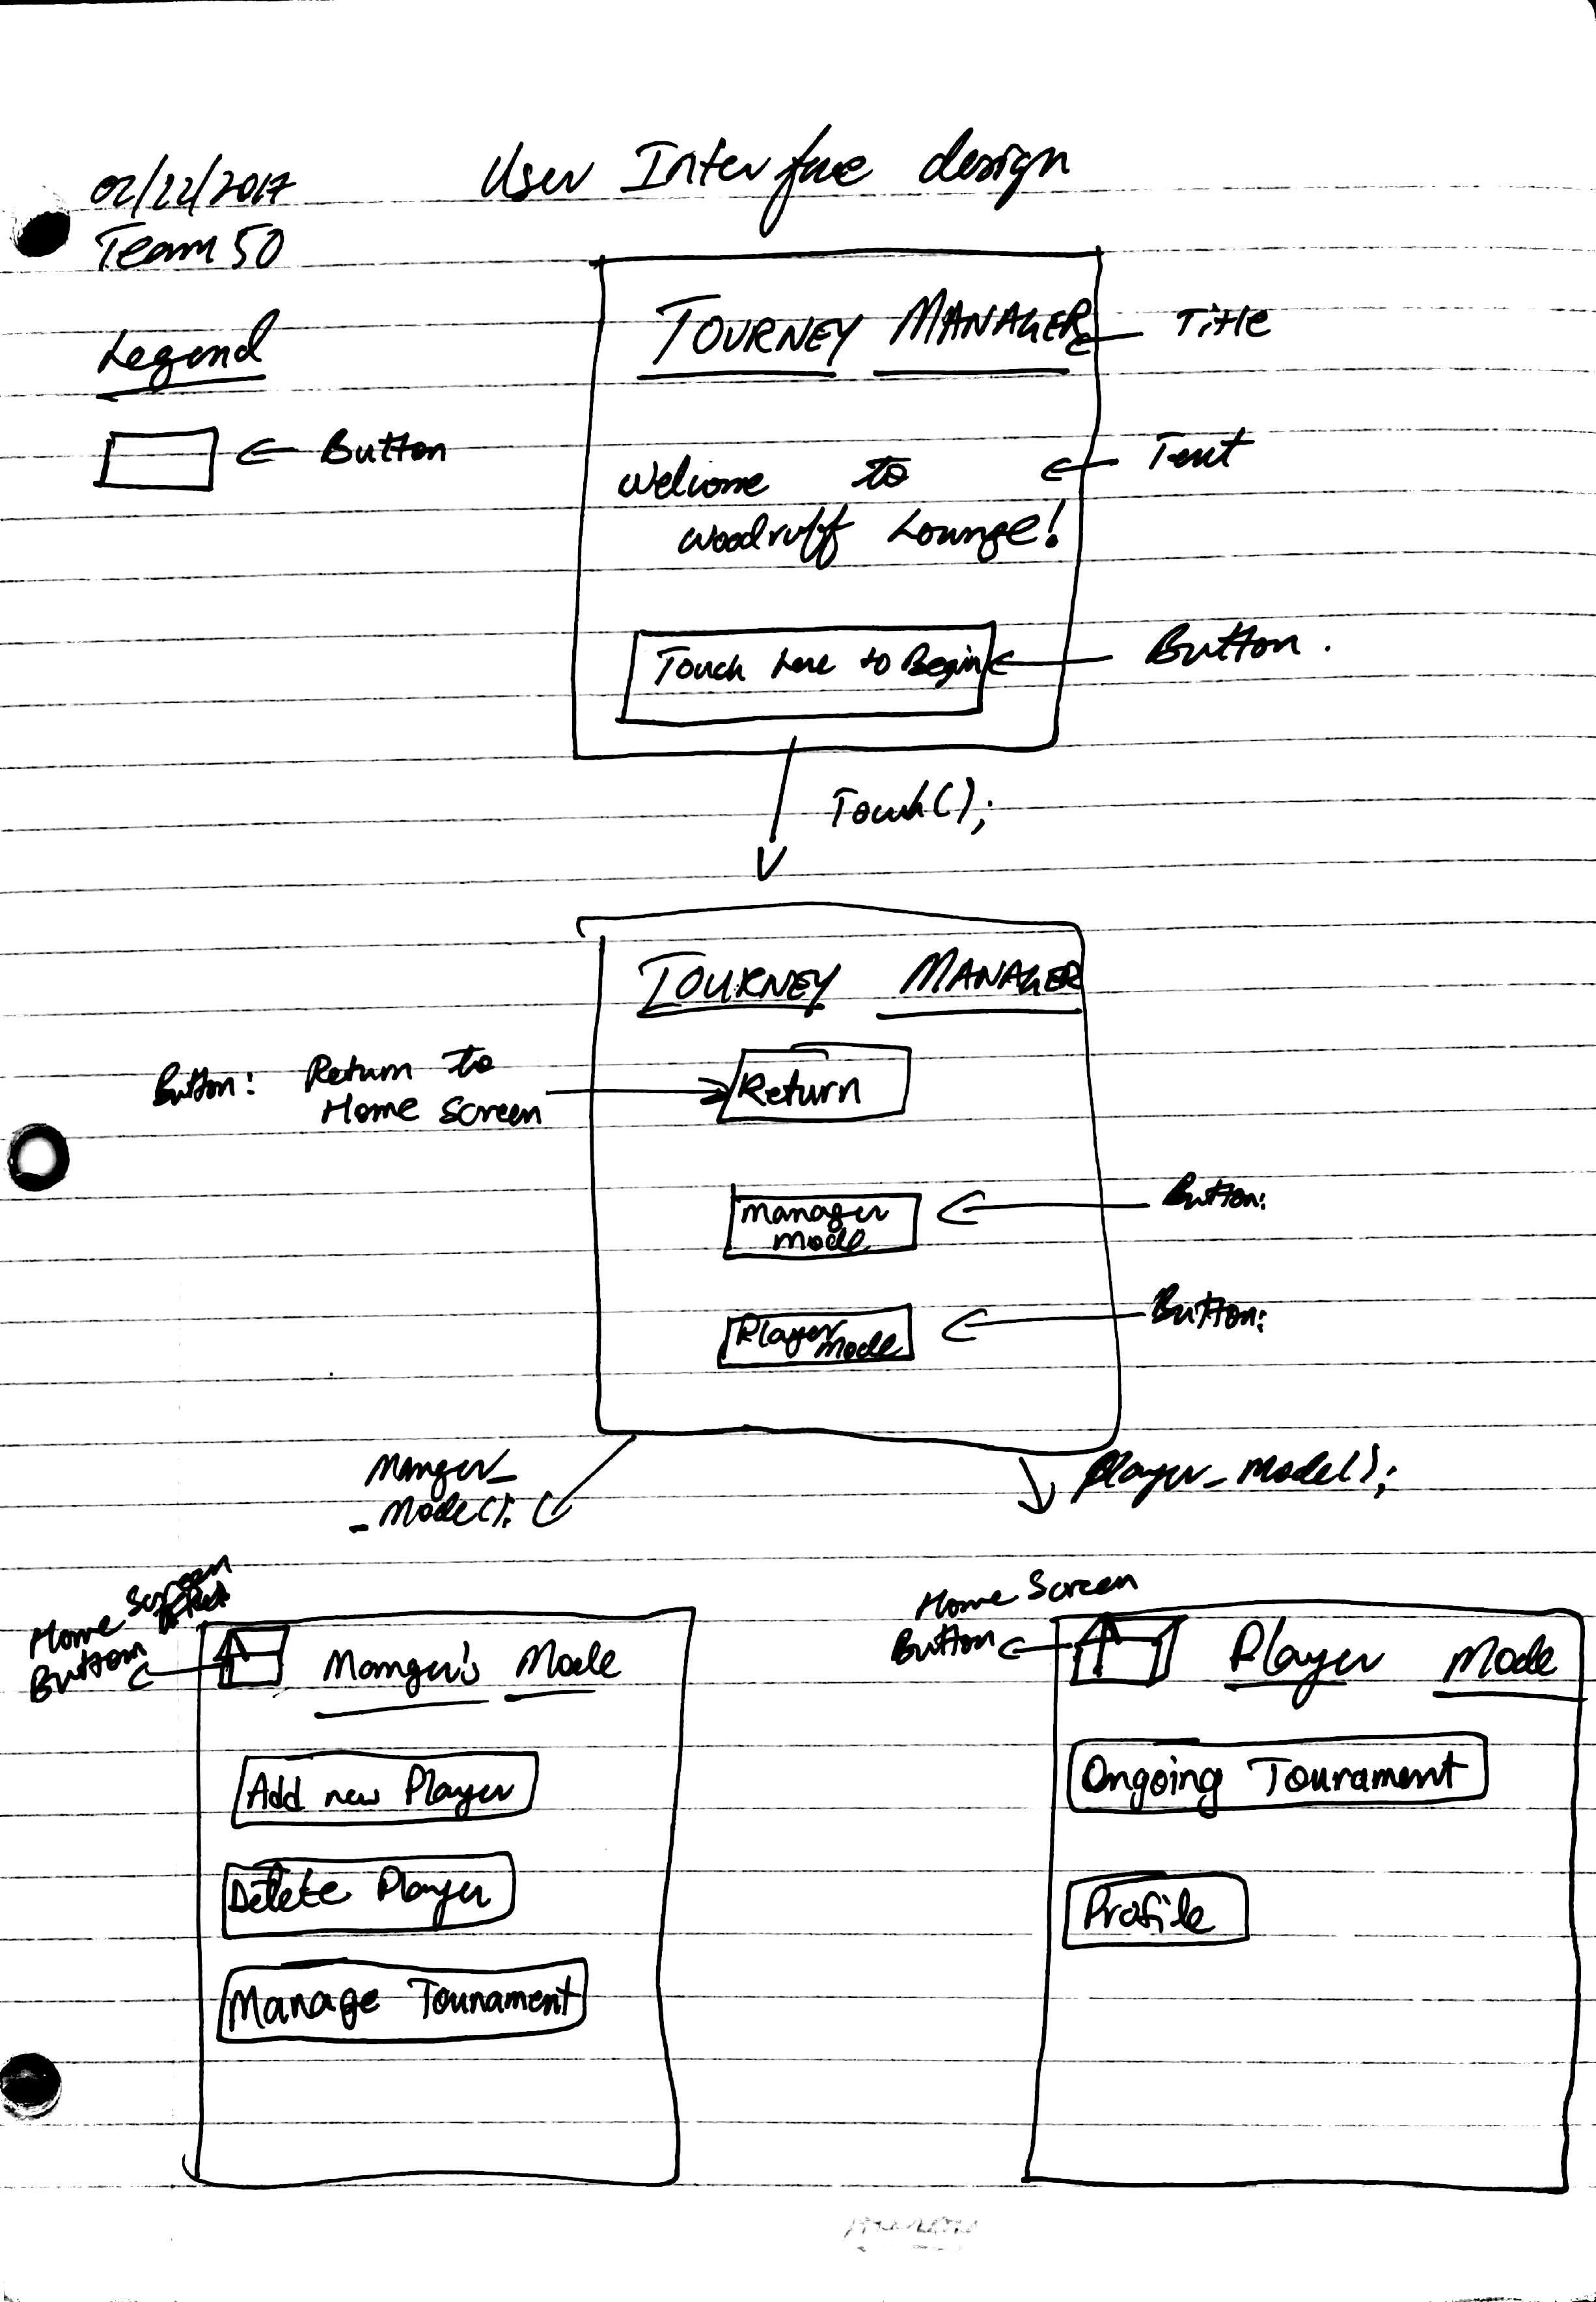 02/22/2017
User Interface design
Team 50
Legend
Button
TOURNEY MANAGER
Title
Welcome to
Woodruff Lounge!
Text
Touch here to Begin
Button.
Touch();
TOURNEY MANAGER
Button: Return to
Home Screen
Return
Manager
Mode
Button:
Player
Mode
Button:
Manger_
_Mode();
Player_Mode();
Home Screen
Button
Manger's Mode
Add new Player
Delete Player
Manage Tounament
Home Screen
Button
Player Mode
Ongoing Tourament
Profile